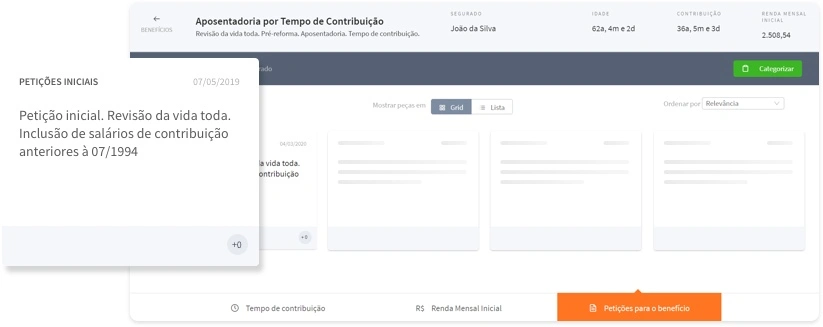 ←
BENEFÍCIOS
Aposentadoria por Tempo de Contribuição
Revisão da vida toda. Pré-reforma. Aposentadoria. Tempo de contribuição.
SEGURADO
João da Silva
IDADE
62a, 4m e 2d
CONTRIBUIÇÃO
36a, 5m e 3d
RENDA MENSAL
INICIAL
2.508,54
Categorizar
PETIÇÕES INICIAIS
07/05/2019
Petição inicial. Revisão da vida toda.
Inclusão de salários de contribuição
anteriores à 07/1994
+0
Mostrar peças em
Grid
Lista
Ordenar por
Relevância
04/03/2020
a vida toda.
ontribuição
+0
Tempo de contribuição
R$ Renda Mensal Inicial
Petições para o benefício